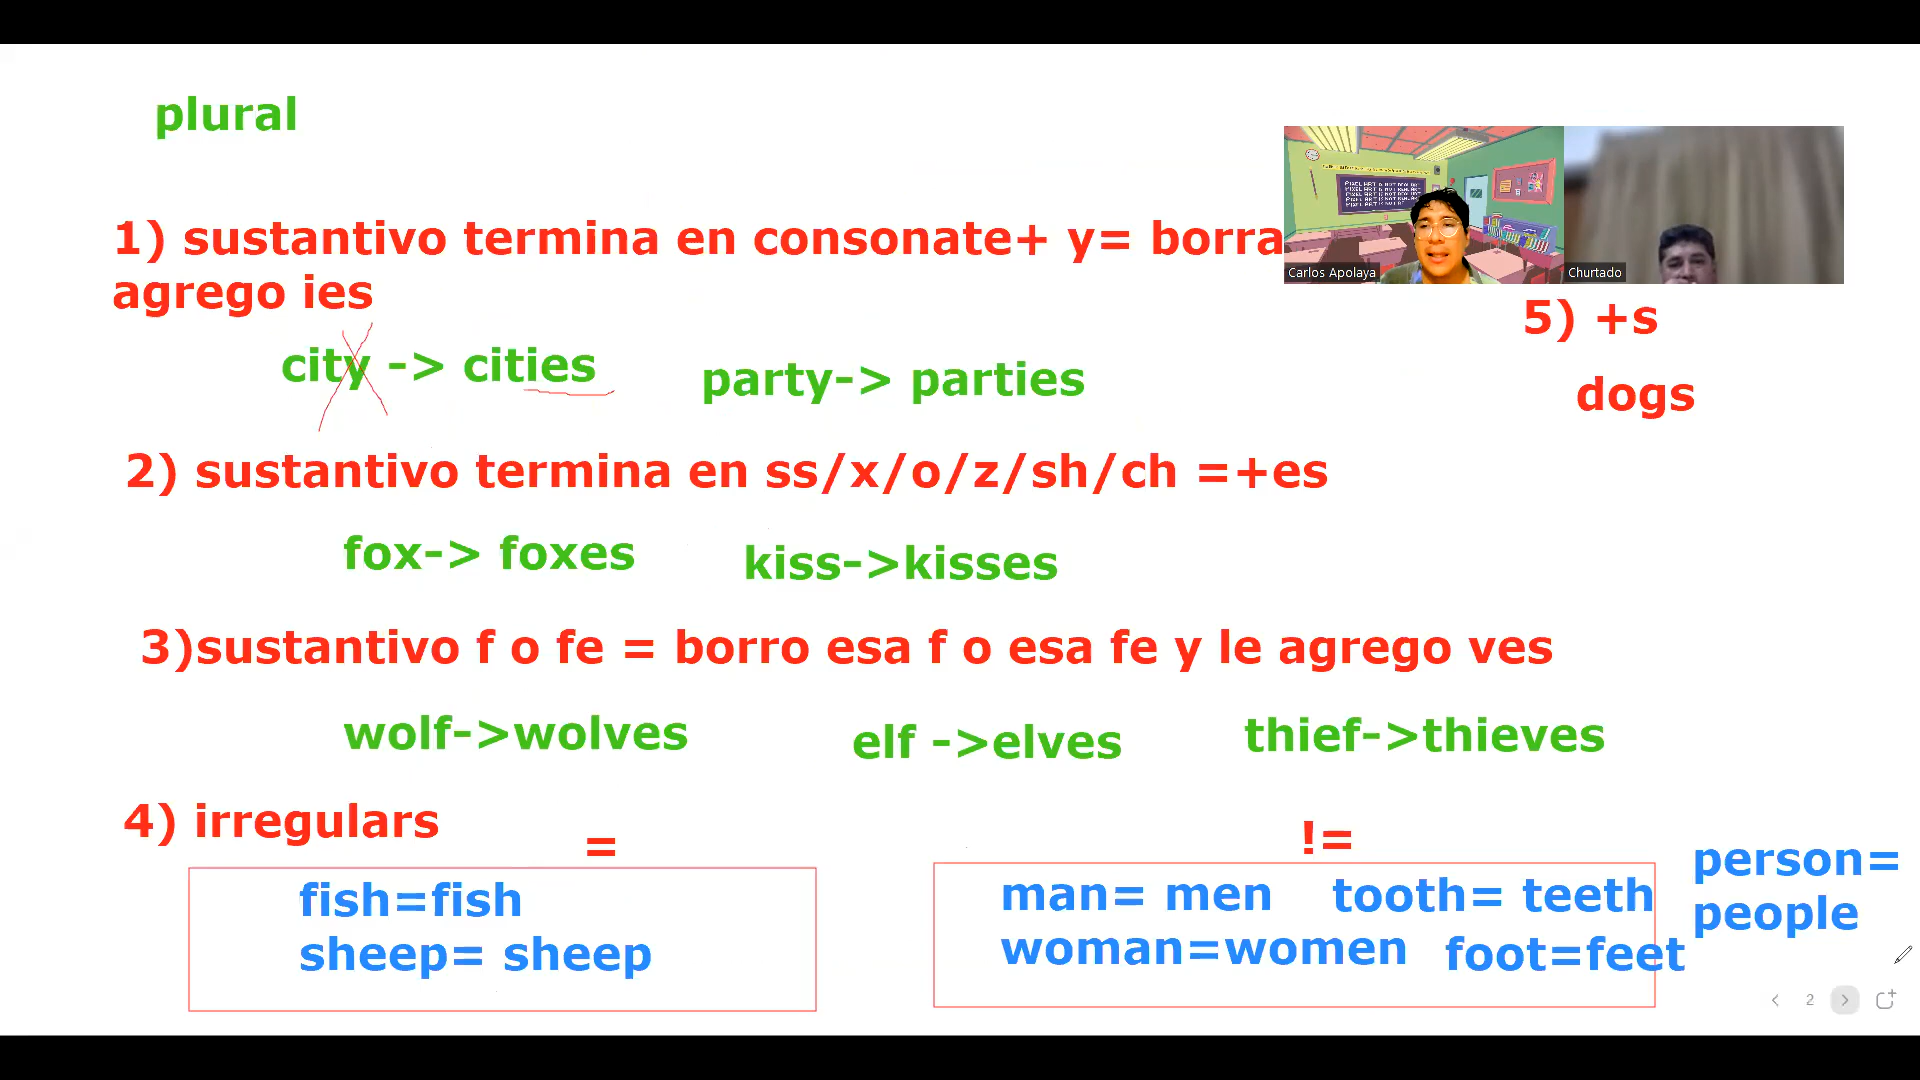 plural
1) sustantivo termina en consonate+ y= borra
agrego ies
Carlos Apolaya
Churtado
5) +s
city -> cities
party-> parties
dogs
2) sustantivo termina en ss/x/o/z/sh/ch =+es
fox-> foxes
kiss->kisses
3)sustantivo f o fe = borro esa f o esa fe y le agrego ves
wolf->wolves
elf ->elves
thief->thieves
4) irregulars
=
!=
fish=fish
sheep= sheep
man= men
tooth= teeth
woman=women
foot=feet
person=
people
2